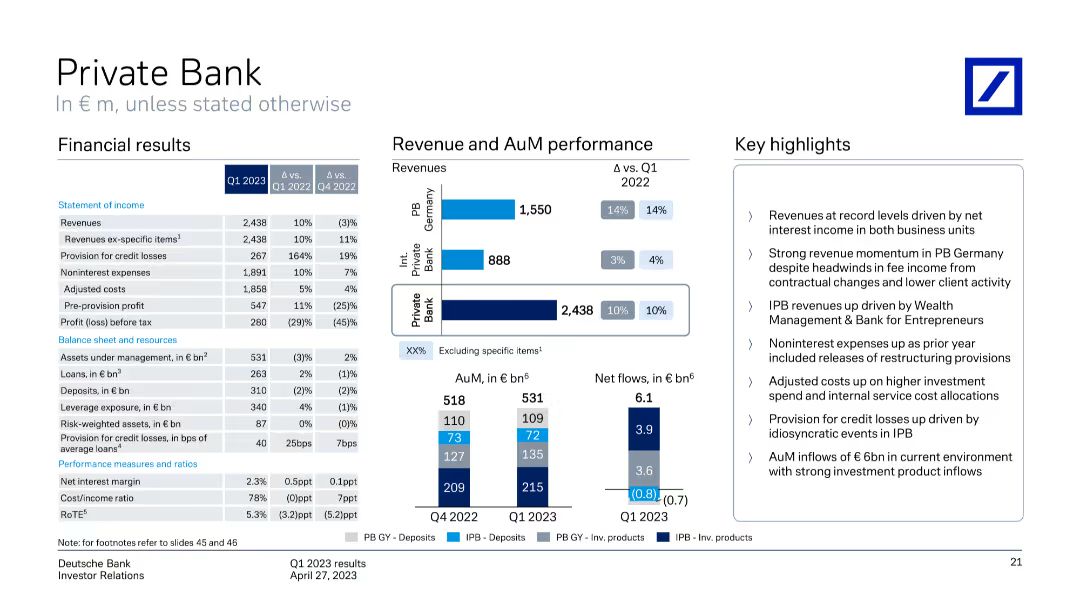 Private Bank
In € m, unless stated otherwise
Financial results
Q1 2023
Δ vs. Q1 2022
Δ vs. Q4 2022
Statement of income
Revenues 2,438 10% (3)%
Revenues ex-specific items1 2,438 10% 11%
Provision for credit losses 267 164% 19%
Noninterest expenses 1,891 10% 7%
Adjusted costs 1,858 5% 4%
Pre-provision profit 547 11% (25)%
Profit (loss) before tax 280 (29)% (45)%
Balance sheet and resources
Assets under management, in € bn2 531 (3)% 2%
Loans, in € bn3 263 2% (1)%
Deposits, in € bn 310 (2)% (2)%
Leverage exposure, in € bn 340 4% (1)%
Risk-weighted assets, in € bn 87 0% (0)%
Provision for credit losses, in bps of
average loans4 40 25bps 7bps
Performance measures and ratios
Net interest margin 2.3% 0.5ppt 0.1ppt
Cost/income ratio 78% (0)ppt 7ppt
RoTE5 5.3% (3.2)ppt (5.2)ppt
Note: for footnotes refer to slides 45 and 46
Revenue and AuM performance
Revenues
Δ vs. Q1
2022
PB
Germany
1,550 14% 14%
Int.
Private
Bank
888 3% 4%
Private
Bank
2,438 10% 10%
XX% Excluding specific items1
AuM, in € bn6
518 531
110 109
73 72
127 135
209 215
Q4 2022 Q1 2023
Net flows, in € bn6
6.1
3.9
3.6
(0.8)
(0.7)
Q1 2023
PB GY - Deposits IPB - Deposits PB GY - Inv. products IPB - Inv. products
Key highlights
〉 Revenues at record levels driven by net
interest income in both business units
〉 Strong revenue momentum in PB Germany
despite headwinds in fee income from
contractual changes and lower client activity
〉 IPB revenues up driven by Wealth
Management & Bank for Entrepreneurs
〉 Noninterest expenses up as prior year
included releases of restructuring provisions
〉 Adjusted costs up on higher investment
spend and internal service cost allocations
〉 Provision for credit losses up driven by
idiosyncratic events in IPB
〉 AuM inflows of € 6bn in current environment
with strong investment product inflows
Deutsche Bank
Investor Relations
Q1 2023 results
April 27, 2023
21